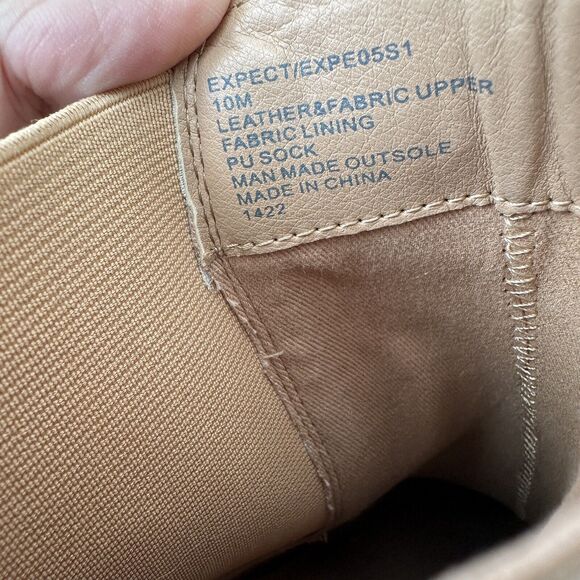 EXPECT/EXPE05S1
10M
LEATHER&FABRIC UPPER
FABRIC LINING
PU SOCK
MAN MADE OUTSOLE
MADE IN CHINA
1422